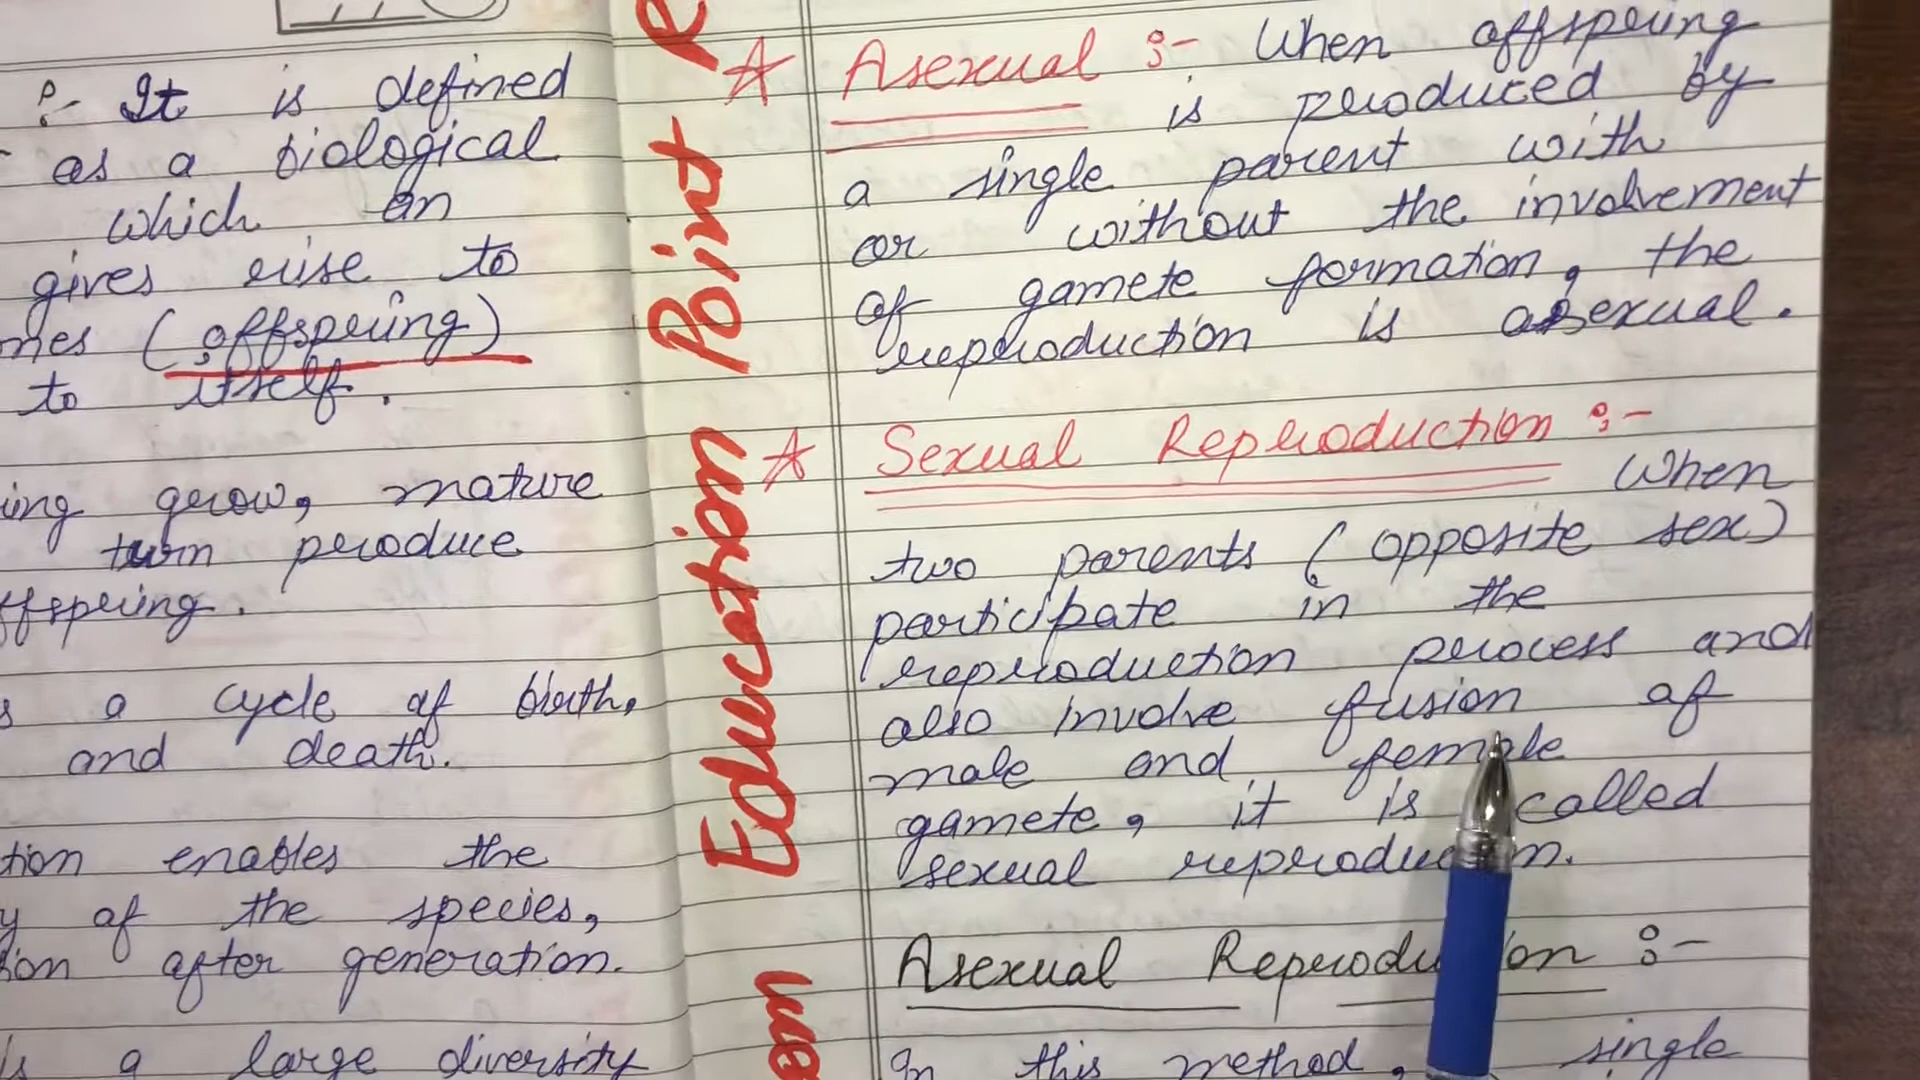 :- It is defined
as a biological
which an
gives rise to
(offspring)
to itself.
grow, mature
turn produce
a cycle of birth,
and death.
enables the
of the species,
after generation.
a large diversity
Education Point
☆ Asexual :- When offspring
is produced by
a single parent with
or without the involvement
of gamete formation, the
reproduction is asexual.
☆ Sexual Reproduction :-
When
two parents (opposite sex)
participate in the
reproduction process and
also involve fusion of
male and female
gamete, it is called
sexual reproduction.
Asexual Reproduction :-
In this method, single